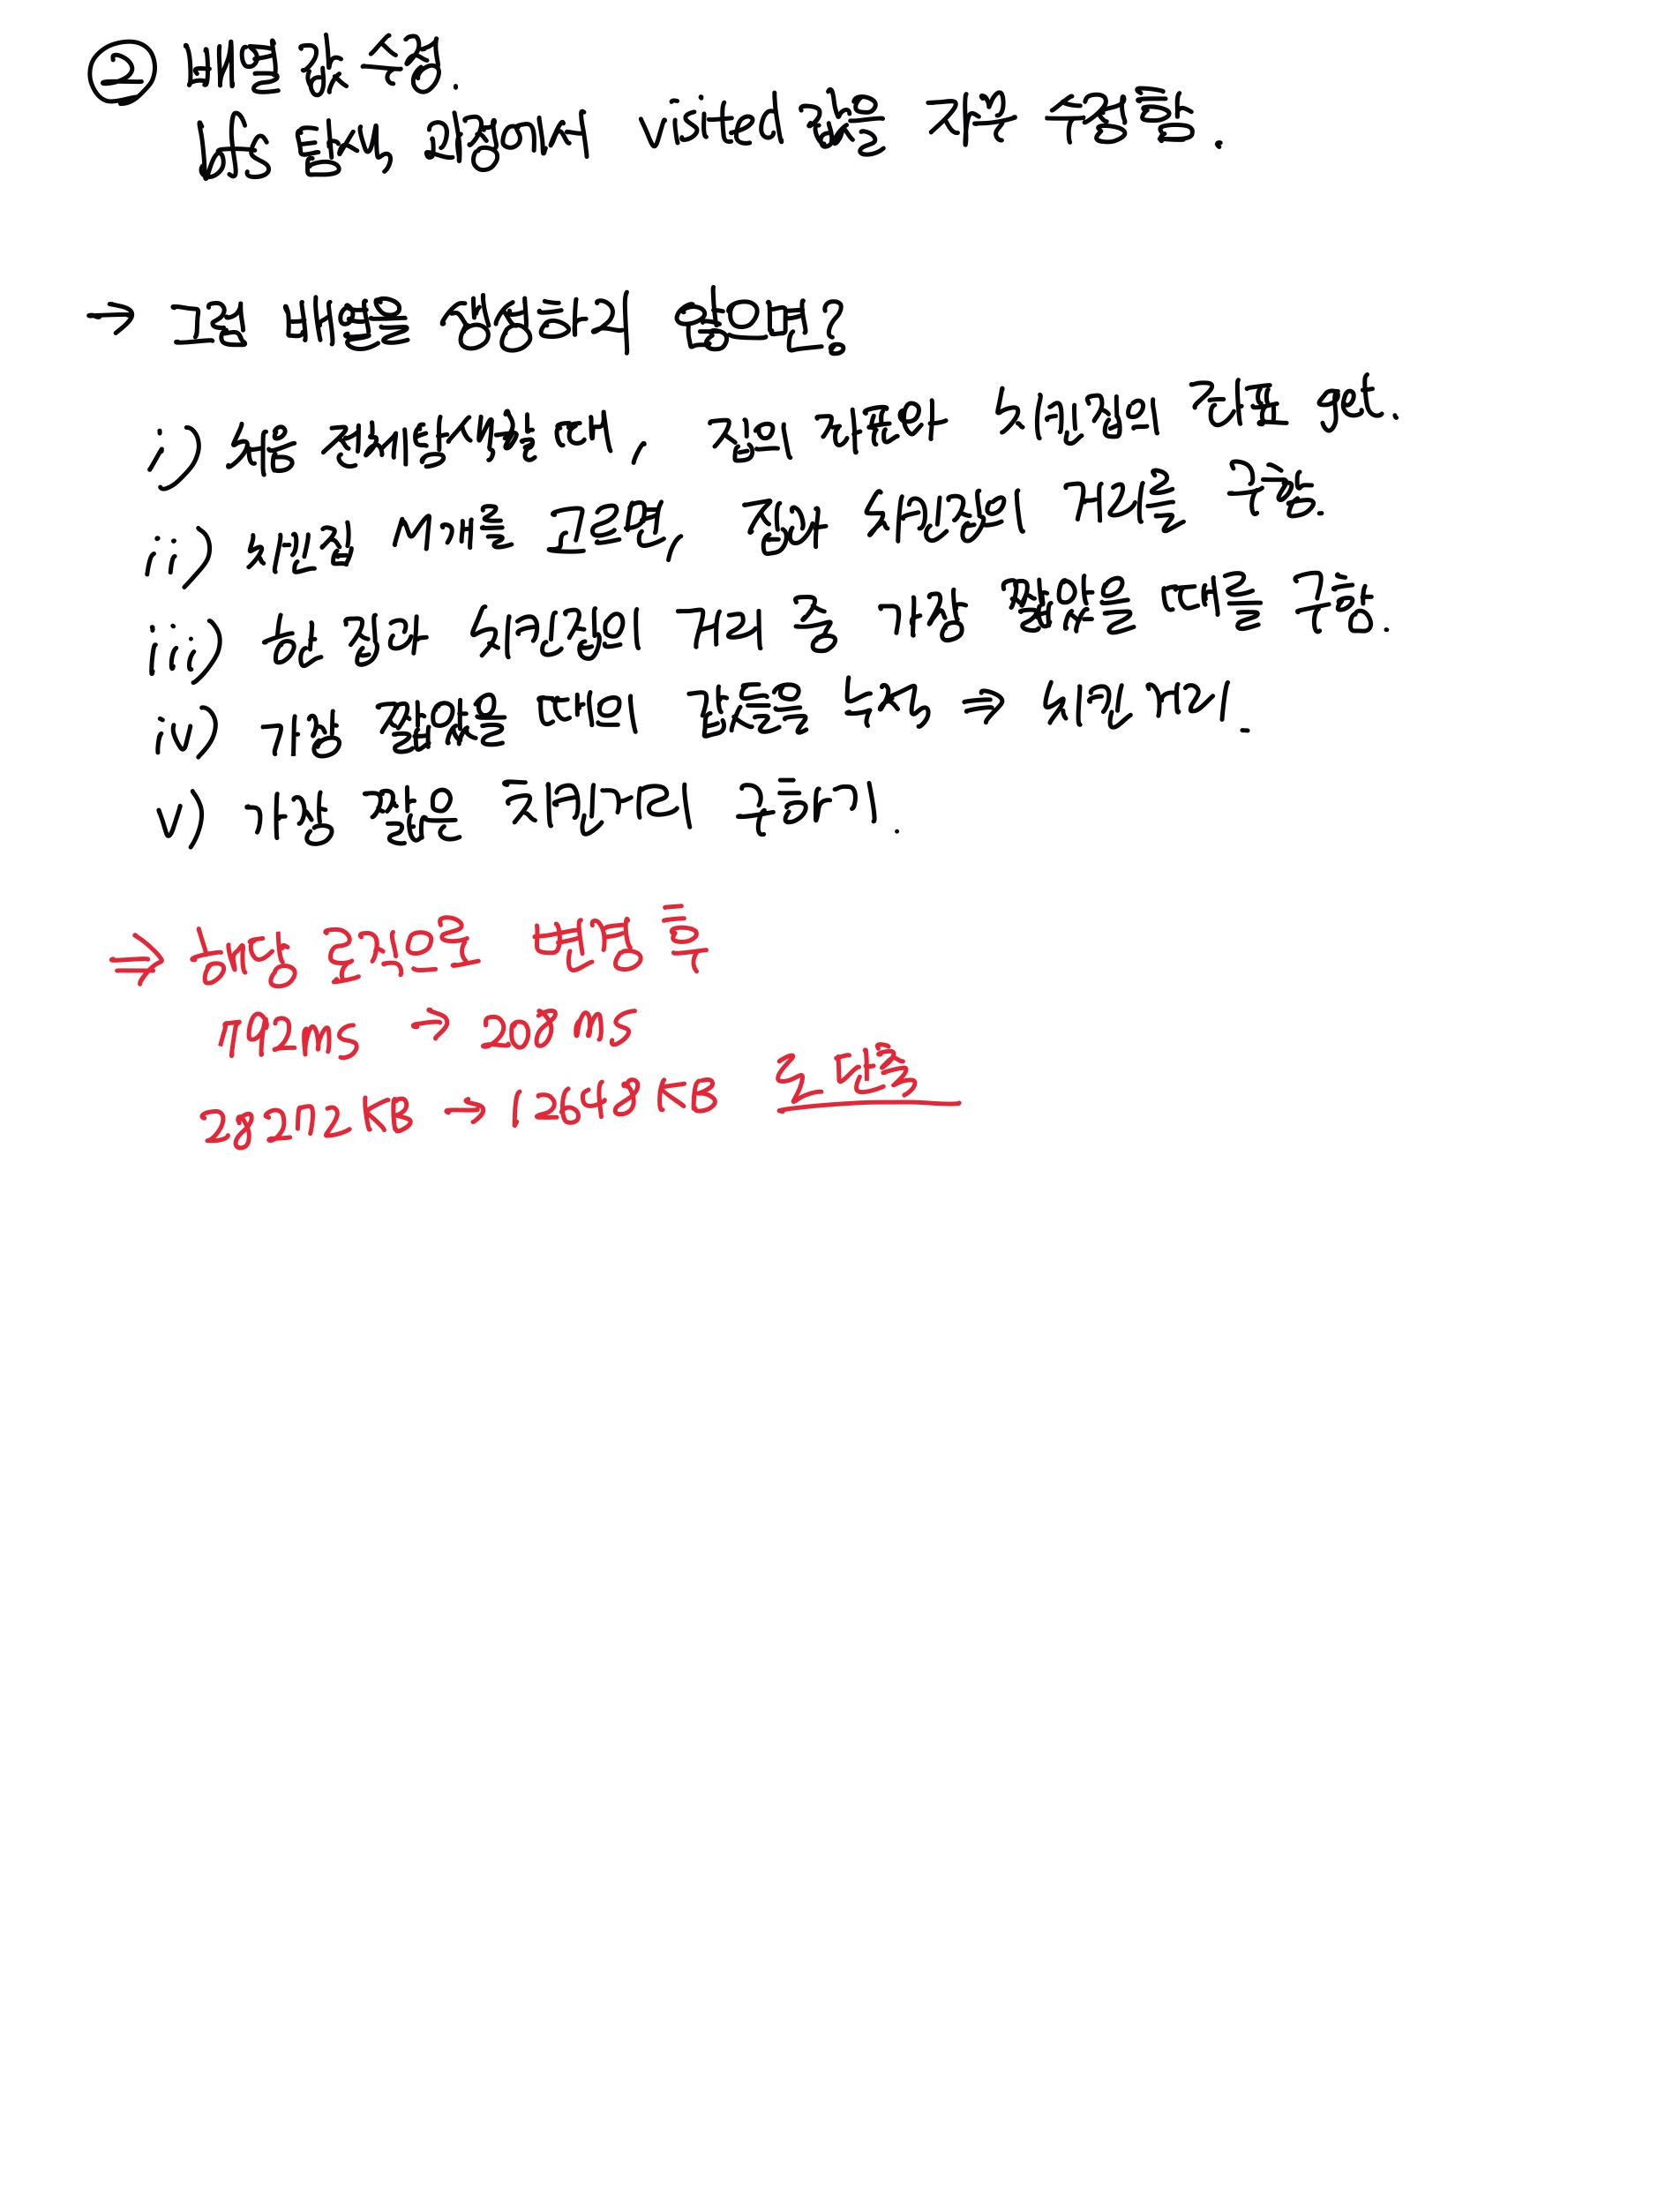 ② 배열 값 수정.
bfs 탐색 과정에서 visited 값을 자꾸 수정함.
→ 그럼 배열을 생성하지 않으면?
i) 처음 전체탐색할 때, 집의 좌표와 치킨집의 좌표 get.
ii) 치킨집 M개를 고르며, 집과 치킨집의 거리를 구함.
iii) 한 집과 치킨집의 거리 중 가장 짧았을 때를 구함.
iv) 가장 짧았을 때의 값들을 누적 ⇒ 치킨 거리.
v) 가장 짧은 치킨거리 구하기.
⇒ 해당 로직으로 변경 후
792ms → 208ms
28272KB → 12648KB 로 단축